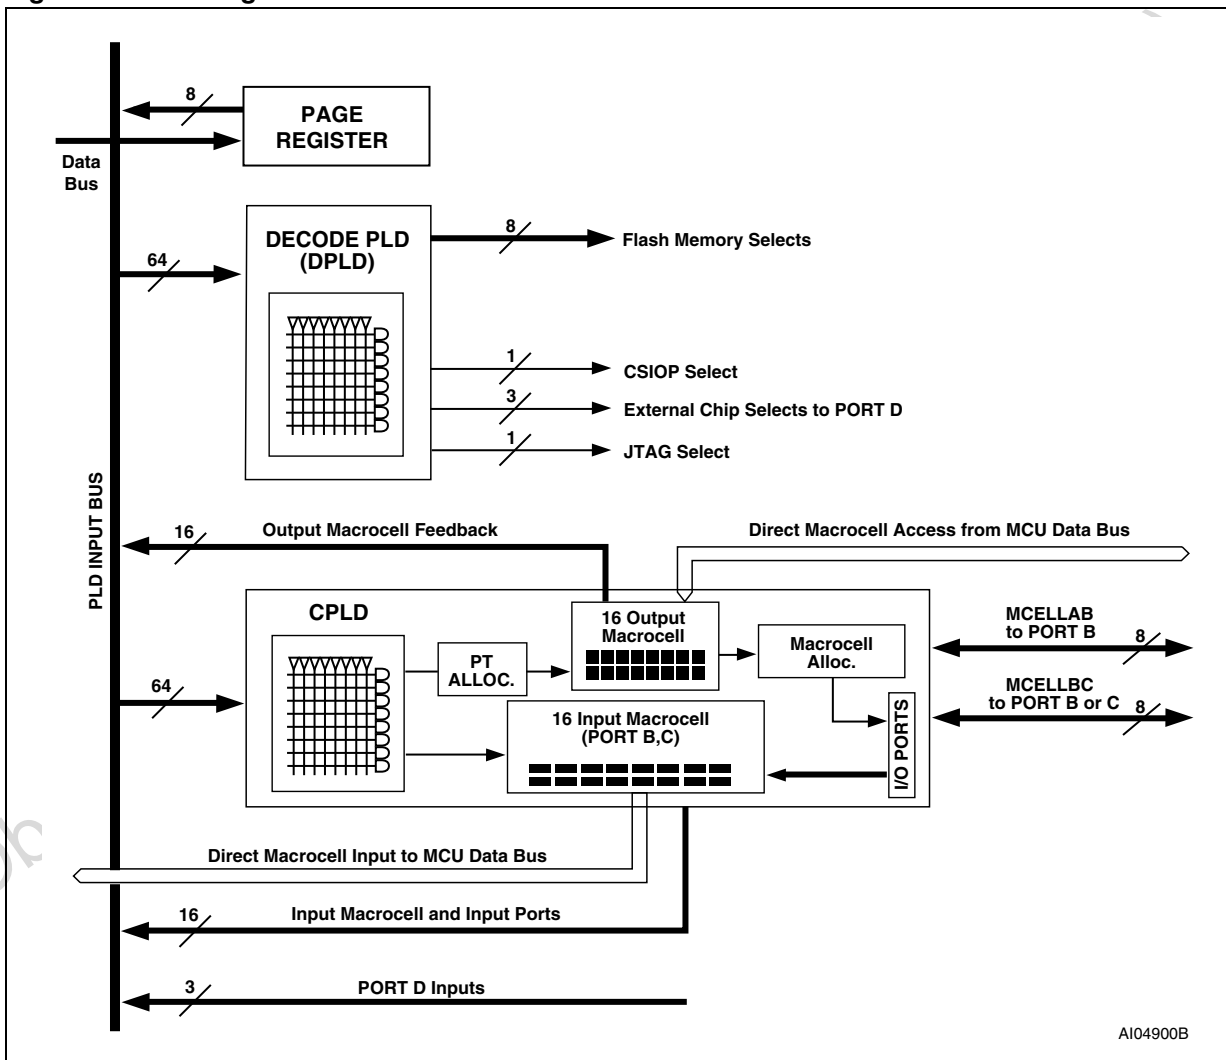 8
PAGE
REGISTER
Data
Bus
DECODE PLD
(DPLD)
8
Flash Memory Selects
64
1
CSIOP Select
3
External Chip Selects to PORT D
1
JTAG Select
PLD INPUT BUS
16
Output Macrocell Feedback
Direct Macrocell Access from MCU Data Bus
CPLD
16 Output
Macrocell
Macrocell
Alloc.
MCELLAB
to PORT B
8
PT
ALLOC.
64
MCELLBC
to PORT B or C
8
16 Input Macrocell
(PORT B,C)
I/O PORTS
Direct Macrocell Input to MCU Data Bus
16
Input Macrocell and Input Ports
3
PORT D Inputs
AI04900B